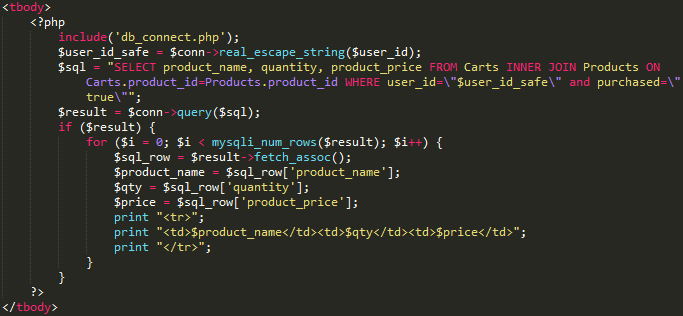 <tbody>
<?php
include('db_connect.php');
$user_id_safe = $conn->real_escape_string($user_id);
$sql = "SELECT product_name, quantity, product_price FROM Carts INNER JOIN Products ON
Carts.product_id=Products.product_id WHERE user_id=\"$user_id_safe\" and purchased=\"
true\"";
$result = $conn->query($sql);
if ($result) {
for ($i = 0; $i < mysqli_num_rows($result); $i++) {
$sql_row = $result->fetch_assoc();
$product_name = $sql_row['product_name'];
$qty = $sql_row['quantity'];
$price = $sql_row['product_price'];
print "<tr>";
print "<td>$product_name</td><td>$qty</td><td>$price</td>";
print "</tr>";
}
}
?>
</tbody>